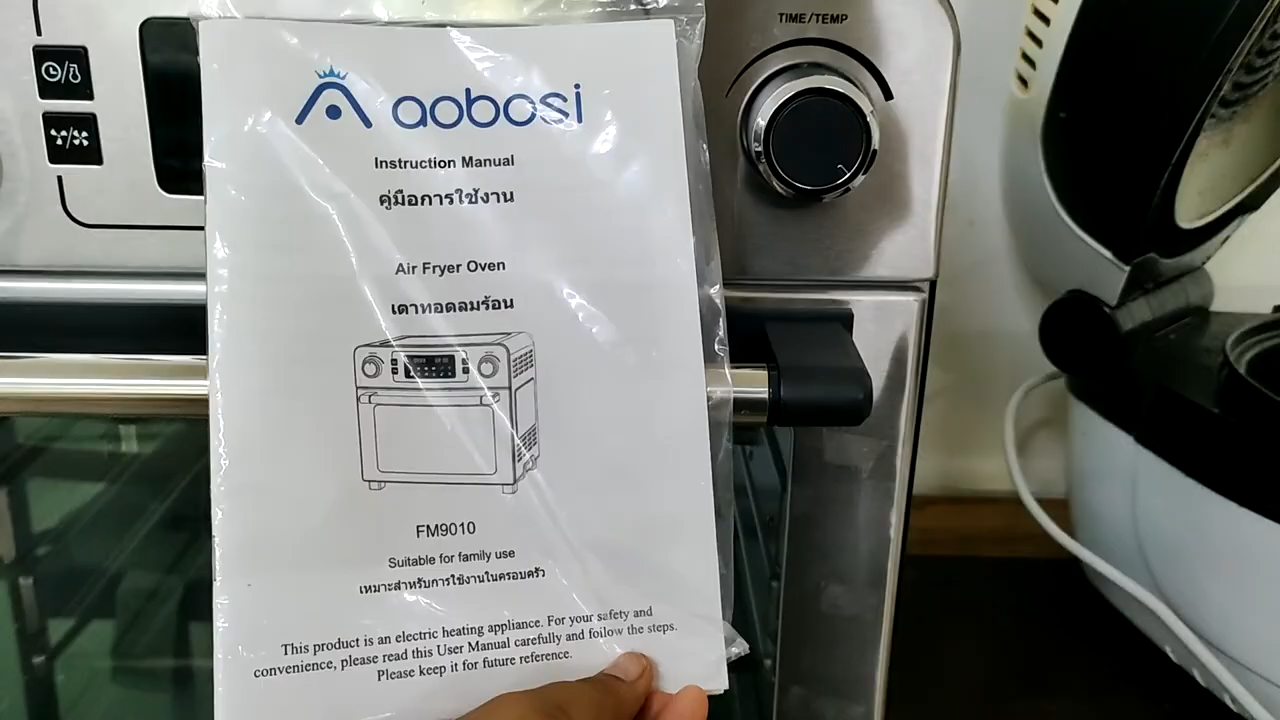 TIME/TEMP
aobosi
Instruction Manual
คู่มือการใช้งาน
Air Fryer Oven
เตาทอดลมร้อน
FM9010
Suitable for family use
เหมาะสำหรับการใช้งานในครอบครัว
This product is an electric heating appliance. For your safety and
convenience, please read this User Manual carefully and foilow the steps.
Please keep it for future reference.